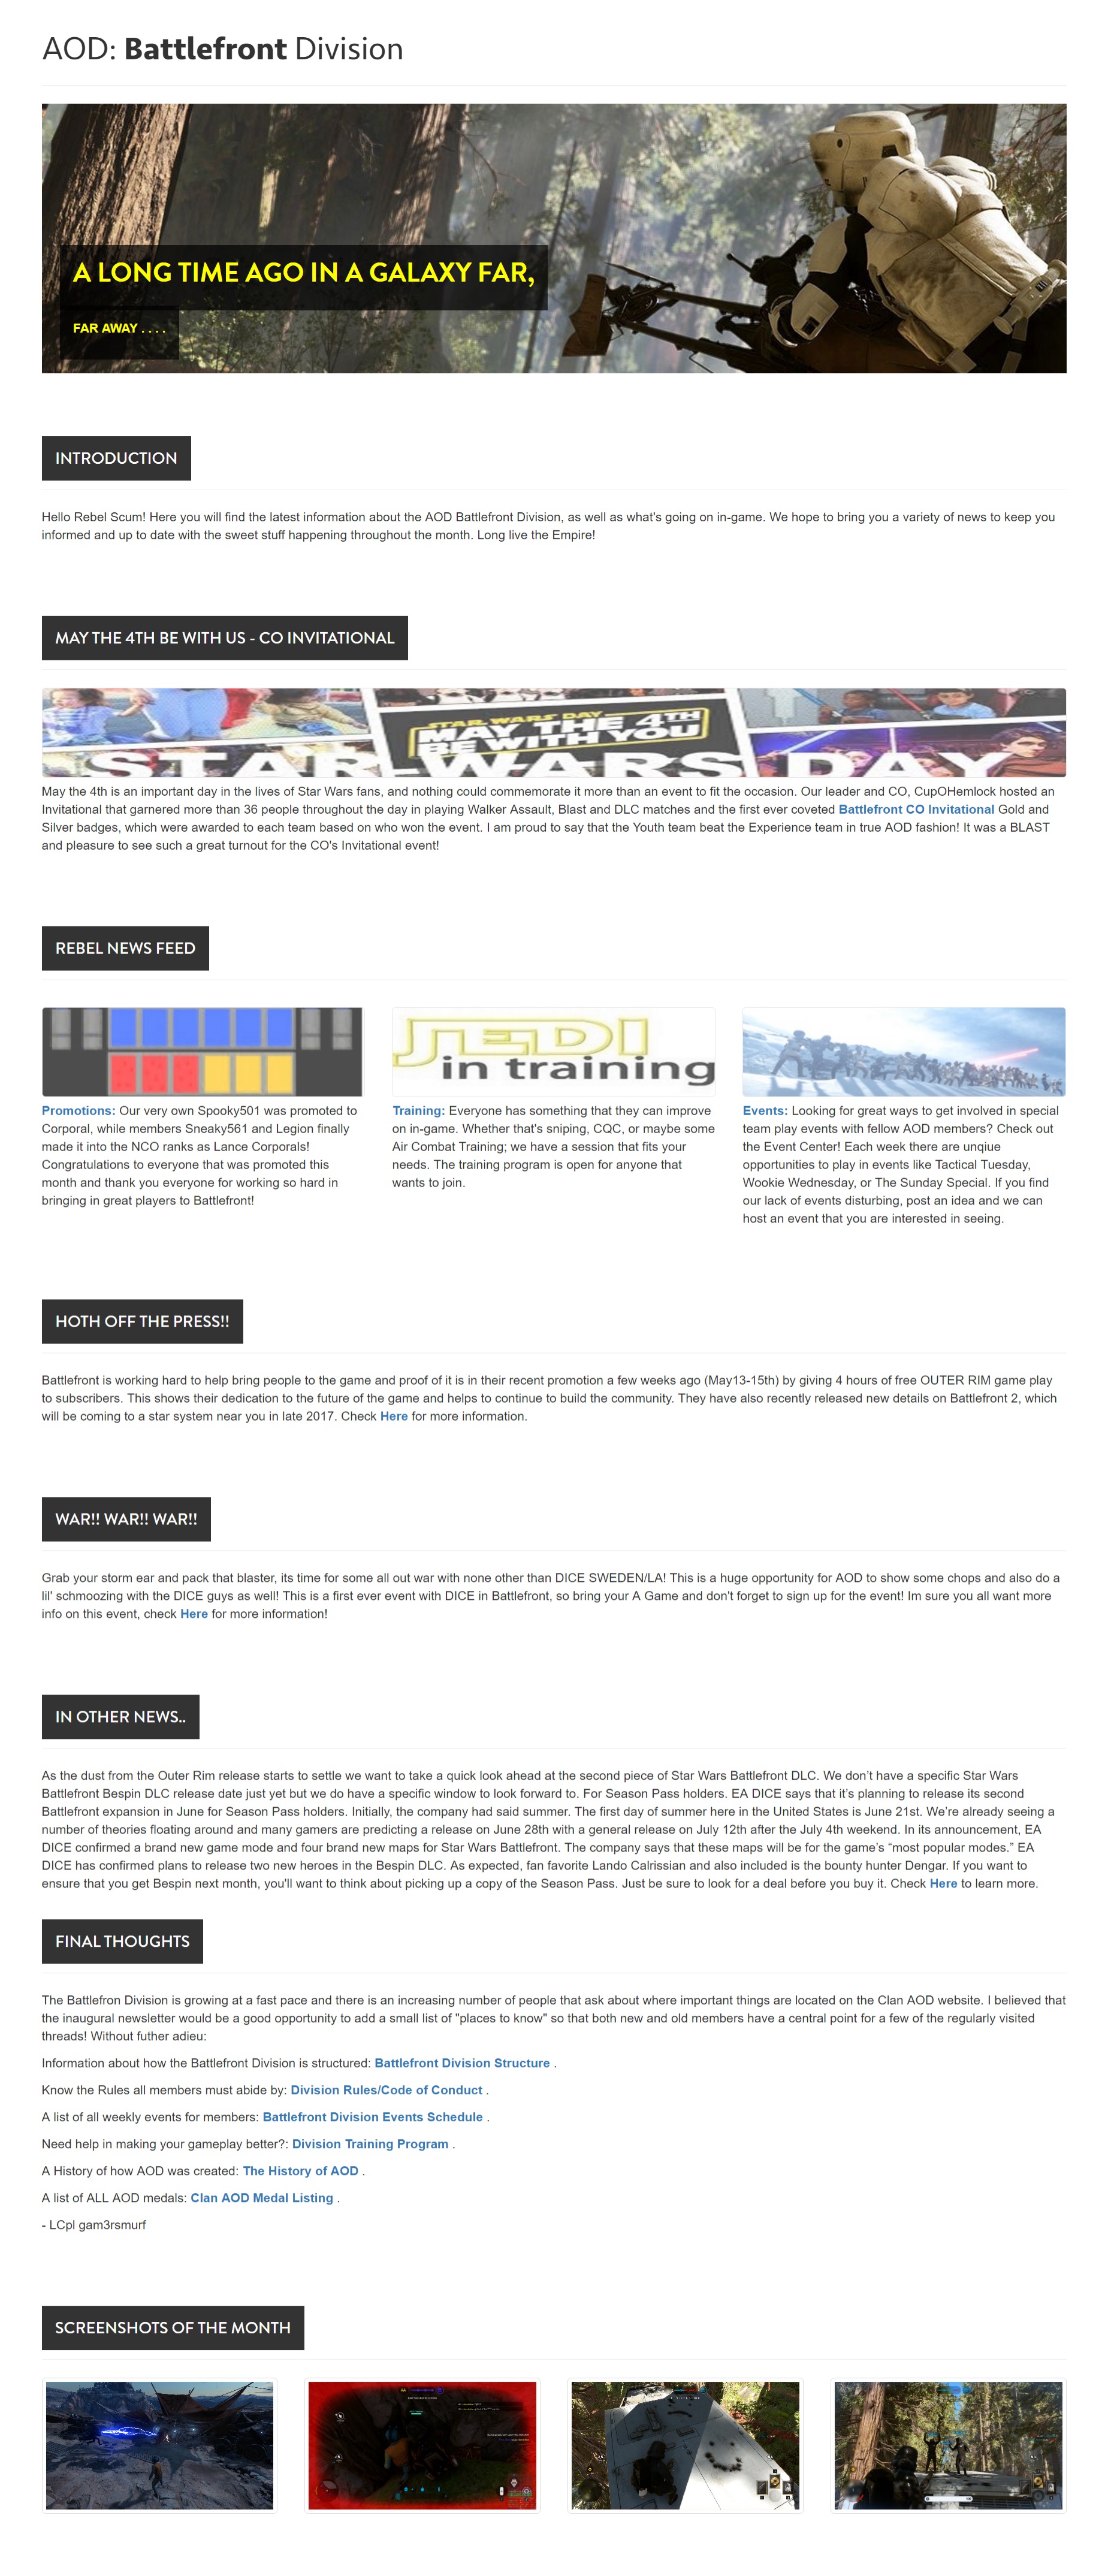 AOD: Battlefront Division
A LONG TIME AGO IN A GALAXY FAR,
FAR AWAY . . . .
INTRODUCTION
Hello Rebel Scum! Here you will find the latest information about the AOD Battlefront Division, as well as what's going on in-game. We hope to bring you a variety of news to keep you
informed and up to date with the sweet stuff happening throughout the month. Long live the Empire!
MAY THE 4TH BE WITH US - CO INVITATIONAL
STAR WARS DAY
MAY THE 4TH
BE WITH YOU
STAR WARS DAY
May the 4th is an important day in the lives of Star Wars fans, and nothing could commemorate it more than an event to fit the occasion. Our leader and CO, CupOHemlock hosted an
Invitational that garnered more than 36 people throughout the day in playing Walker Assault, Blast and DLC matches and the first ever coveted Battlefront CO Invitational Gold and
Silver badges, which were awarded to each team based on who won the event. I am proud to say that the Youth team beat the Experience team in true AOD fashion! It was a BLAST
and pleasure to see such a great turnout for the CO's Invitational event!
REBEL NEWS FEED
JEDI
in training
Promotions: Our very own Spooky501 was promoted to
Corporal, while members Sneaky561 and Legion finally
made it into the NCO ranks as Lance Corporals!
Congratulations to everyone that was promoted this
month and thank you everyone for working so hard in
bringing in great players to Battlefront!
Training: Everyone has something that they can improve
on in-game. Whether that's sniping, CQC, or maybe some
Air Combat Training; we have a session that fits your
needs. The training program is open for anyone that
wants to join.
Events: Looking for great ways to get involved in special
team play events with fellow AOD members? Check out
the Event Center! Each week there are unqiue
opportunities to play in events like Tactical Tuesday,
Wookie Wednesday, or The Sunday Special. If you find
our lack of events disturbing, post an idea and we can
host an event that you are interested in seeing.
HOTH OFF THE PRESS!!
Battlefront is working hard to help bring people to the game and proof of it is in their recent promotion a few weeks ago (May13-15th) by giving 4 hours of free OUTER RIM game play
to subscribers. This shows their dedication to the future of the game and helps to continue to build the community. They have also recently released new details on Battlefront 2, which
will be coming to a star system near you in late 2017. Check Here for more information.
WAR!! WAR!! WAR!!
Grab your storm ear and pack that blaster, its time for some all out war with none other than DICE SWEDEN/LA! This is a huge opportunity for AOD to show some chops and also do a
lil' schmoozing with the DICE guys as well! This is a first ever event with DICE in Battlefront, so bring your A Game and don't forget to sign up for the event! Im sure you all want more
info on this event, check Here for more information!
IN OTHER NEWS..
As the dust from the Outer Rim release starts to settle we want to take a quick look ahead at the second piece of Star Wars Battlefront DLC. We don’t have a specific Star Wars
Battlefront Bespin DLC release date just yet but we do have a specific window to look forward to. For Season Pass holders. EA DICE says that it’s planning to release its second
Battlefront expansion in June for Season Pass holders. Initially, the company had said summer. The first day of summer here in the United States is June 21st. We’re already seeing a
number of theories floating around and many gamers are predicting a release on June 28th with a general release on July 12th after the July 4th weekend. In its announcement, EA
DICE confirmed a brand new game mode and four brand new maps for Star Wars Battlefront. The company says that these maps will be for the game’s “most popular modes.” EA
DICE has confirmed plans to release two new heroes in the Bespin DLC. As expected, fan favorite Lando Calrissian and also included is the bounty hunter Dengar. If you want to
ensure that you get Bespin next month, you'll want to think about picking up a copy of the Season Pass. Just be sure to look for a deal before you buy it. Check Here to learn more.
FINAL THOUGHTS
The Battlefron Division is growing at a fast pace and there is an increasing number of people that ask about where important things are located on the Clan AOD website. I believed that
the inaugural newsletter would be a good opportunity to add a small list of "places to know" so that both new and old members have a central point for a few of the regularly visited
threads! Without futher adieu:
Information about how the Battlefront Division is structured: Battlefront Division Structure .
Know the Rules all members must abide by: Division Rules/Code of Conduct .
A list of all weekly events for members: Battlefront Division Events Schedule .
Need help in making your gameplay better?: Division Training Program .
A History of how AOD was created: The History of AOD .
A list of ALL AOD medals: Clan AOD Medal Listing .
- LCpl gam3rsmurf
SCREENSHOTS OF THE MONTH